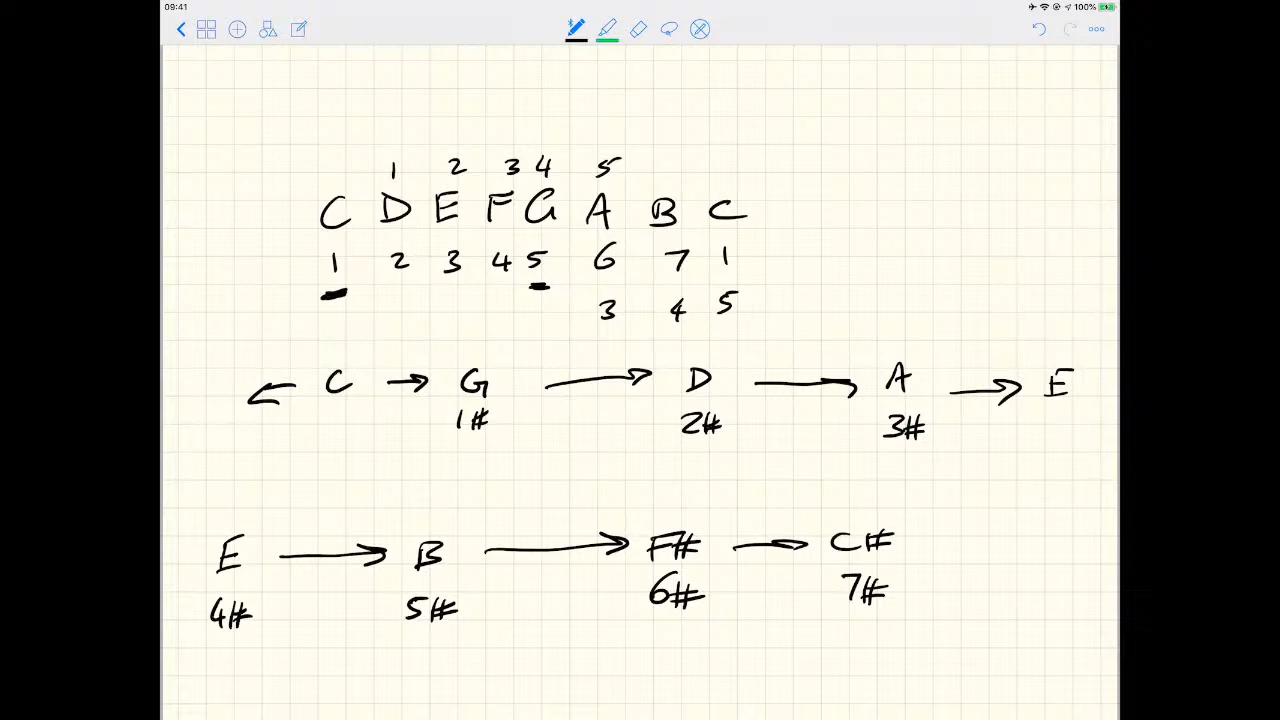 09:41 100%
1 2 3 4 5
C D E F G A B C
1 2 3 4 5 6 7 1
3 4 5
← C → G → D → A → E
1# 2# 3#
E → B → F# → C#
4# 5# 6# 7#